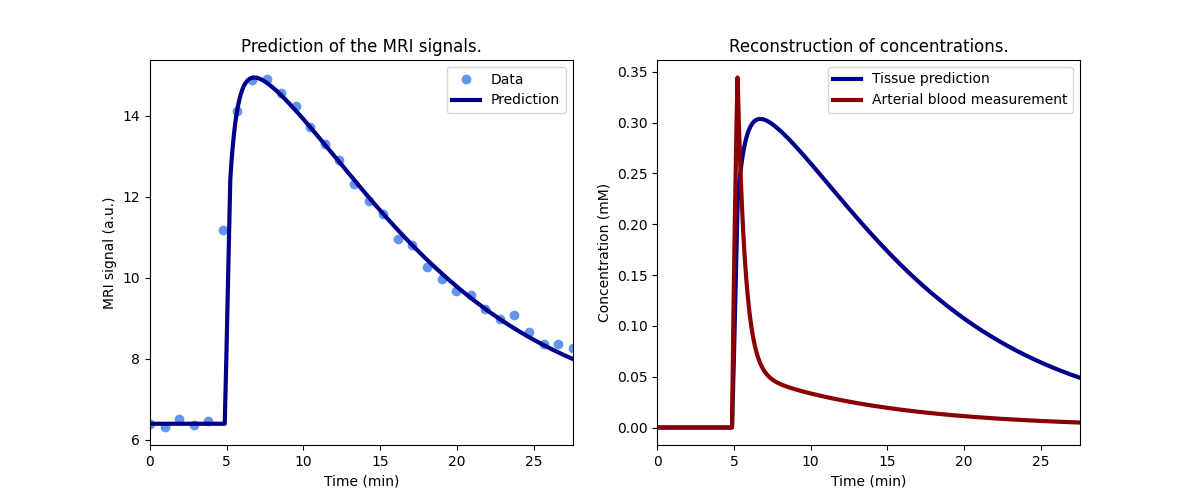 Prediction of the MRI signals.
MRI signal (a.u.)
14
12
10
8
6
0
5
10
15
20
25
Time (min)
Data
Prediction
Reconstruction of concentrations.
Concentration (mM)
0.35
0.30
0.25
0.20
0.15
0.10
0.05
0.00
0
5
10
15
20
25
Time (min)
Tissue prediction
Arterial blood measurement